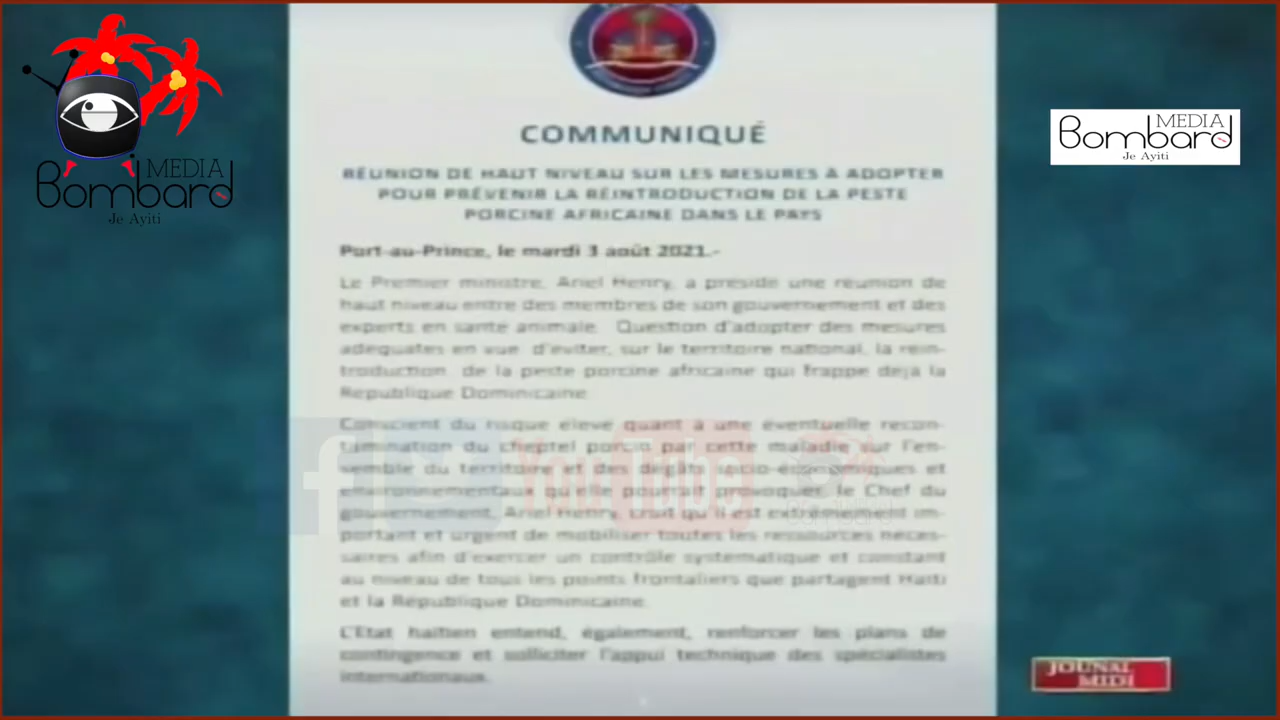 COMMUNIQUÉ
RÉUNION DE HAUT NIVEAU SUR LES MESURES À ADOPTER
POUR PRÉVENIR LA RÉINTRODUCTION DE LA PESTE
PORCINE AFRICAINE DANS LE PAYS
Port-au-Prince, le mardi 3 août 2021.-
Le Premier ministre, Ariel Henry, a présidé une réunion de
haut niveau entre des membres de son gouvernement et des
experts en santé animale. Question d'adopter des mesures
adéquates en vue d'éviter, sur le territoire national, la réin-
troduction de la peste porcine africaine qui frappe déjà la
République Dominicaine.
Conscient du risque élevé quant à une éventuelle recon-
tamination du cheptel porcin par cette maladie sur l'en-
semble du territoire et des dégâts socio-économiques et
environnementaux qu'elle pourrait provoquer, le Chef du
gouvernement, Ariel Henry, croit qu'il est extrêmement im-
portant et urgent de mobiliser toutes les ressources néces-
saires afin d'exercer un contrôle systématique et constant
au niveau de tous les points frontaliers que partagent Haïti
et la République Dominicaine.
L'État haïtien entend, également, renforcer les plans de
contingence et solliciter l'appui technique des spécialistes
internationaux.
MEDIA
Bombard
Je Ayiti
MEDIA
Bombard
Je Ayiti
YouTube
Bombard
JOUNAL
MIDI